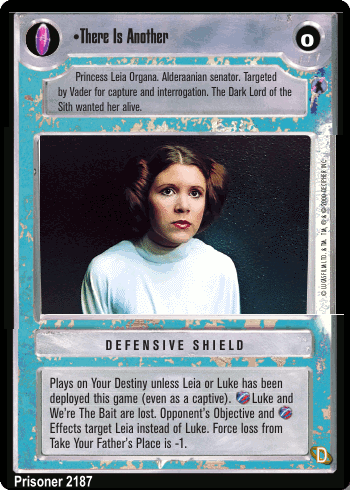 •There Is Another
0
Princess Leia Organa. Alderaanian senator. Targeted
by Vader for capture and interrogation. The Dark Lord of the
Sith wanted her alive.
DEFENSIVE SHIELD
Plays on Your Destiny unless Leia or Luke has been
deployed this game (even as a captive). Luke and
We're The Bait are lost. Opponent's Objective and
Effects target Leia instead of Luke. Force loss from
Take Your Father's Place is -1.
D
Prisoner 2187